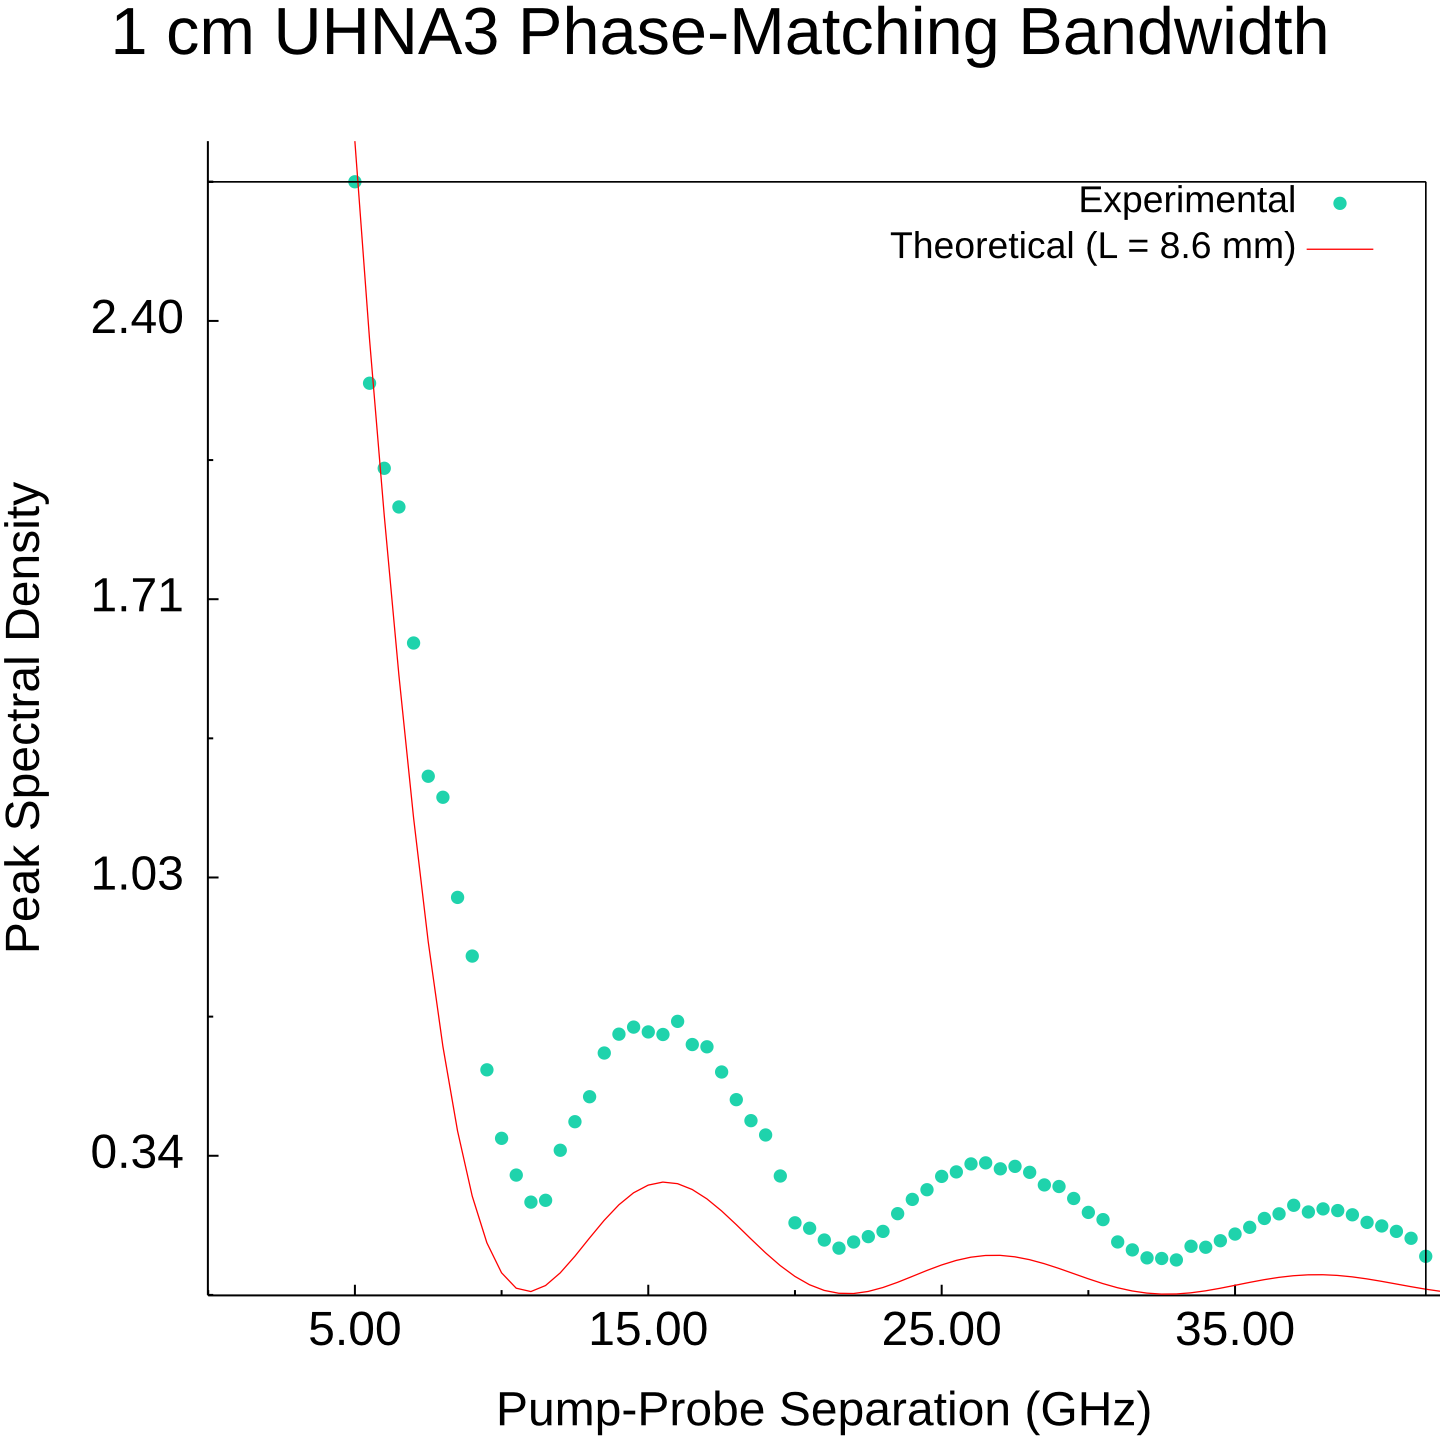 1 cm UHNA3 Phase-Matching Bandwidth
Experimental
Theoretical (L = 8.6 mm)
2.40
1.71
1.03
0.34
Peak Spectral Density
5.00 15.00 25.00 35.00
Pump-Probe Separation (GHz)